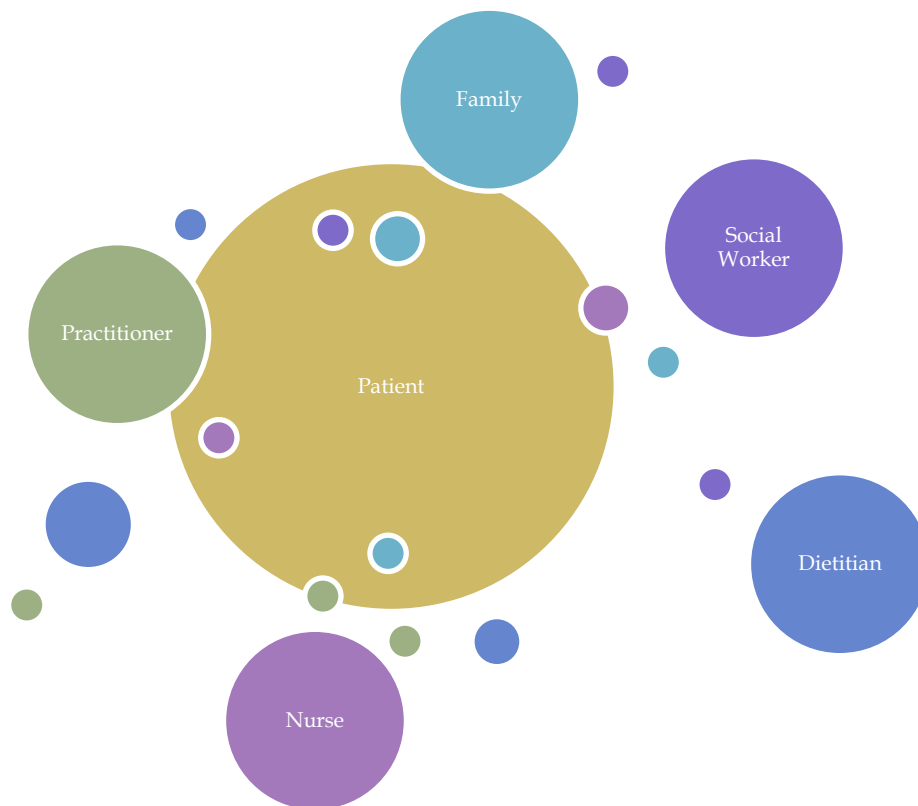 Family
Social
Worker
Practitioner
Patient
Dietitian
Nurse